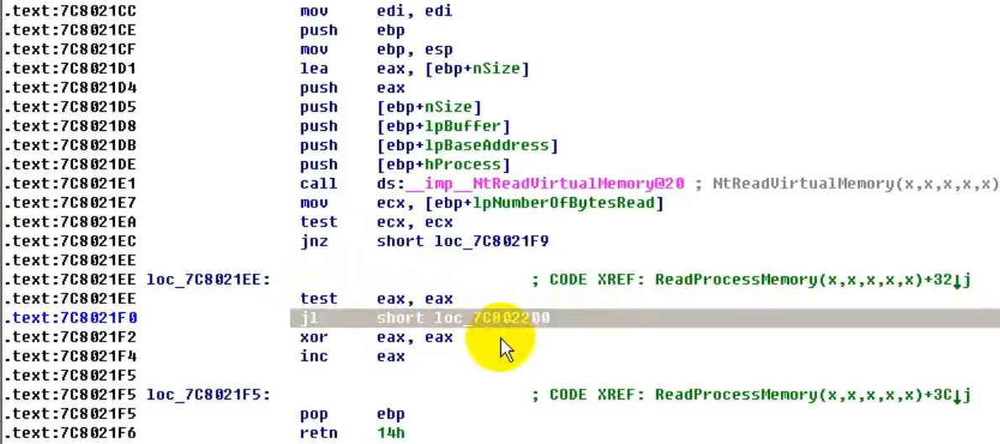 .text:7C8021CC mov edi, edi
.text:7C8021CE push ebp
.text:7C8021CF mov ebp, esp
.text:7C8021D1 lea eax, [ebp+nSize]
.text:7C8021D4 push eax
.text:7C8021D5 push [ebp+nSize]
.text:7C8021D8 push [ebp+lpBuffer]
.text:7C8021DB push [ebp+lpBaseAddress]
.text:7C8021DE push [ebp+hProcess]
.text:7C8021E1 call ds:__imp__NtReadVirtualMemory@20 ; NtReadVirtualMemory(x,x,x,x,x)
.text:7C8021E7 mov ecx, [ebp+lpNumberOfBytesRead]
.text:7C8021EA test ecx, ecx
.text:7C8021EC jnz short loc_7C8021F9
.text:7C8021EE
.text:7C8021EE loc_7C8021EE: ; CODE XREF: ReadProcessMemory(x,x,x,x,x)+32↓j
.text:7C8021EE test eax, eax
.text:7C8021F0 jl short loc_7C802200
.text:7C8021F2 xor eax, eax
.text:7C8021F4 inc eax
.text:7C8021F5
.text:7C8021F5 loc_7C8021F5: ; CODE XREF: ReadProcessMemory(x,x,x,x,x)+3C↓j
.text:7C8021F5 pop ebp
.text:7C8021F6 retn 14h